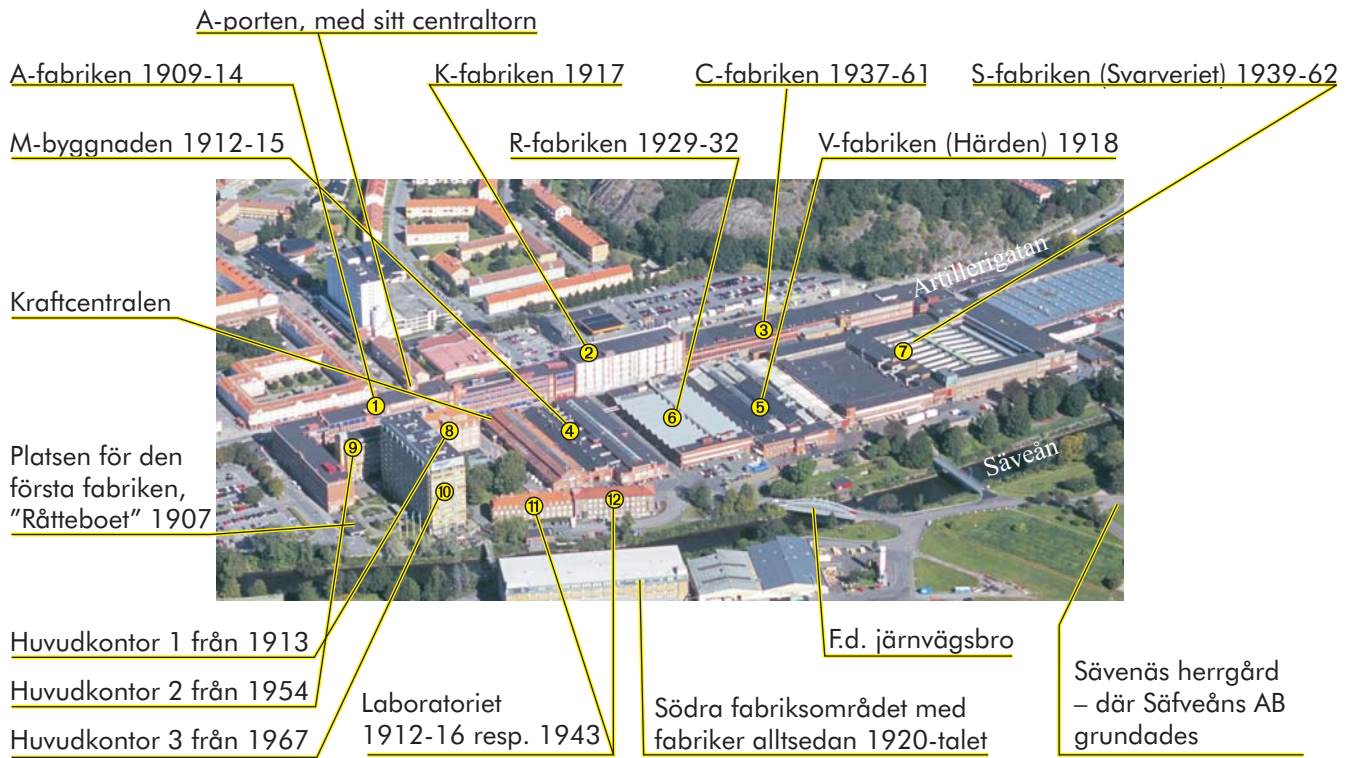 A-porten, med sitt centraltorn
A-fabriken 1909-14
K-fabriken 1917
C-fabriken 1937-61
S-fabriken (Svarveriet) 1939-62
M-byggnaden 1912-15
R-fabriken 1929-32
V-fabriken (Härden) 1918
Artillerigatan
Kraftcentralen
3
2
7
1
5
6
4
8
9
Säveån
Platsen för den
första fabriken,
”Råtteboet” 1907
10
11
12
Huvudkontor 1 från 1913
Huvudkontor 2 från 1954
Huvudkontor 3 från 1967
Laboratoriet
1912-16 resp. 1943
Södra fabriksområdet med
fabriker alltsedan 1920-talet
F.d. järnvägsbro
Sävenäs herrgård
– där Säfveåns AB
grundades